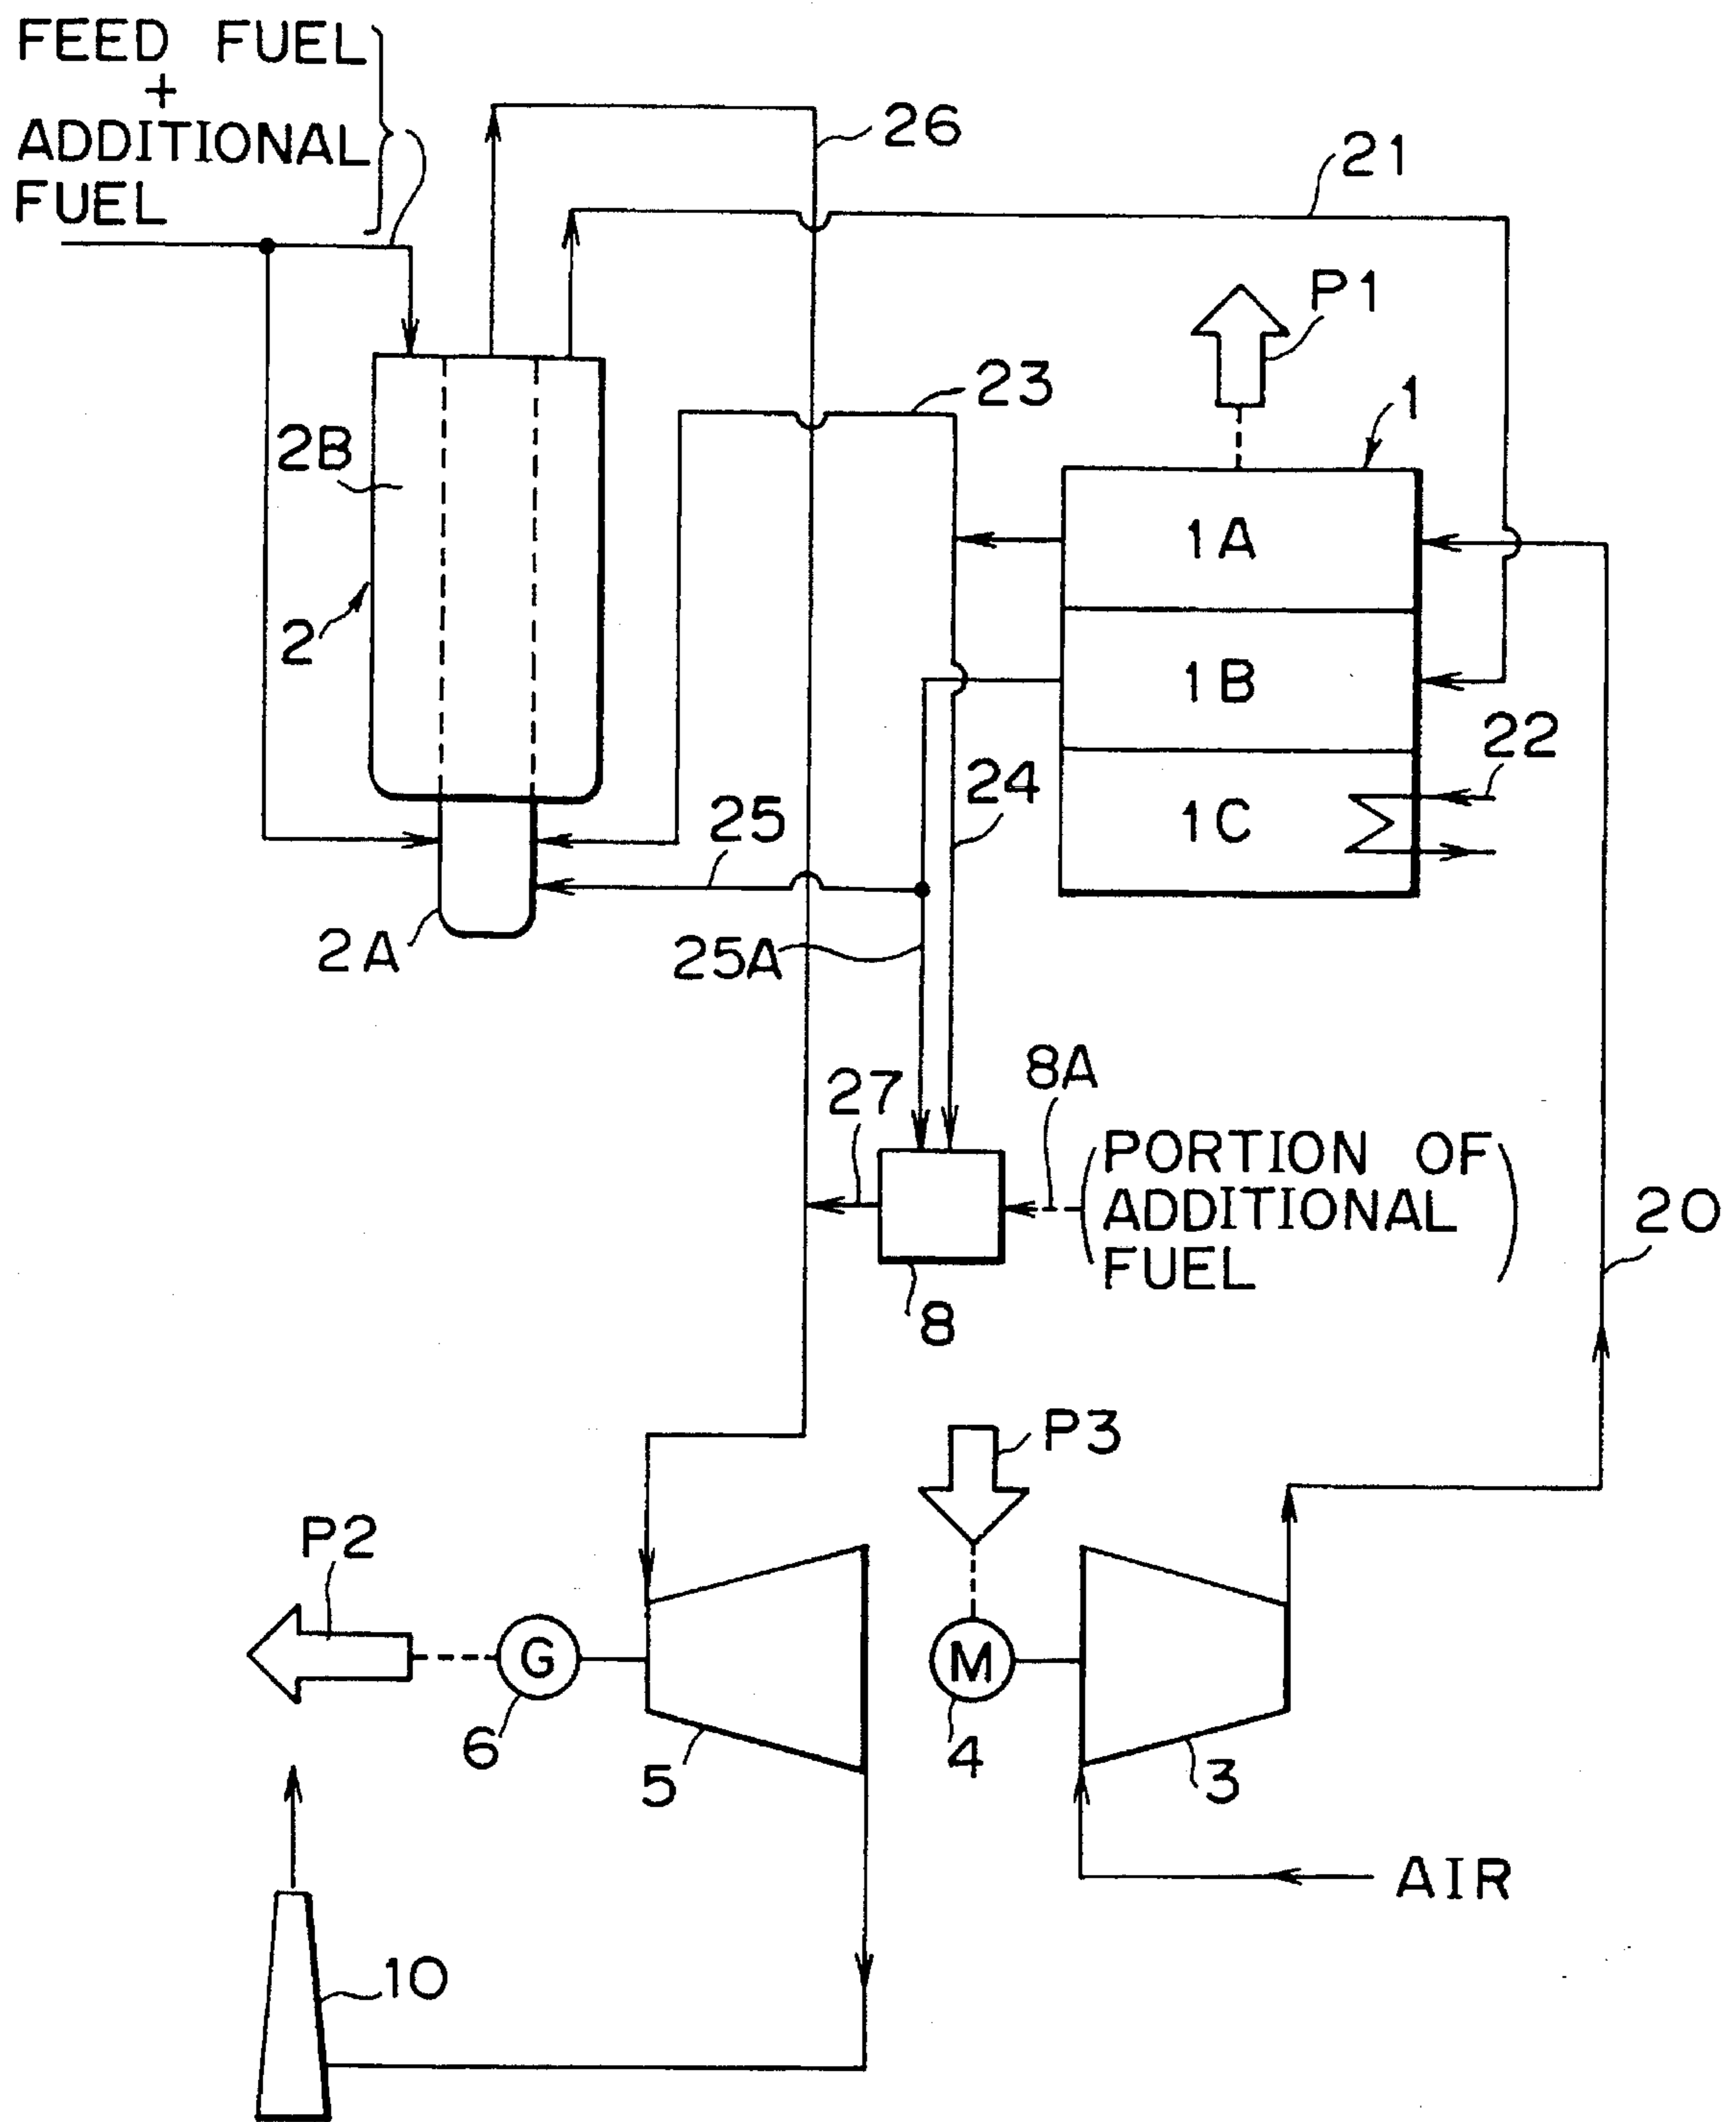 FEED FUEL
+
ADDITIONAL
FUEL
26
21
P1
23
1
2B
1A
2
1B
22
24
1C
25
2A
25A
8A
27
(PORTION OF
ADDITIONAL
FUEL)
20
8
P3
P2
G
M
6
5
4
3
AIR
10